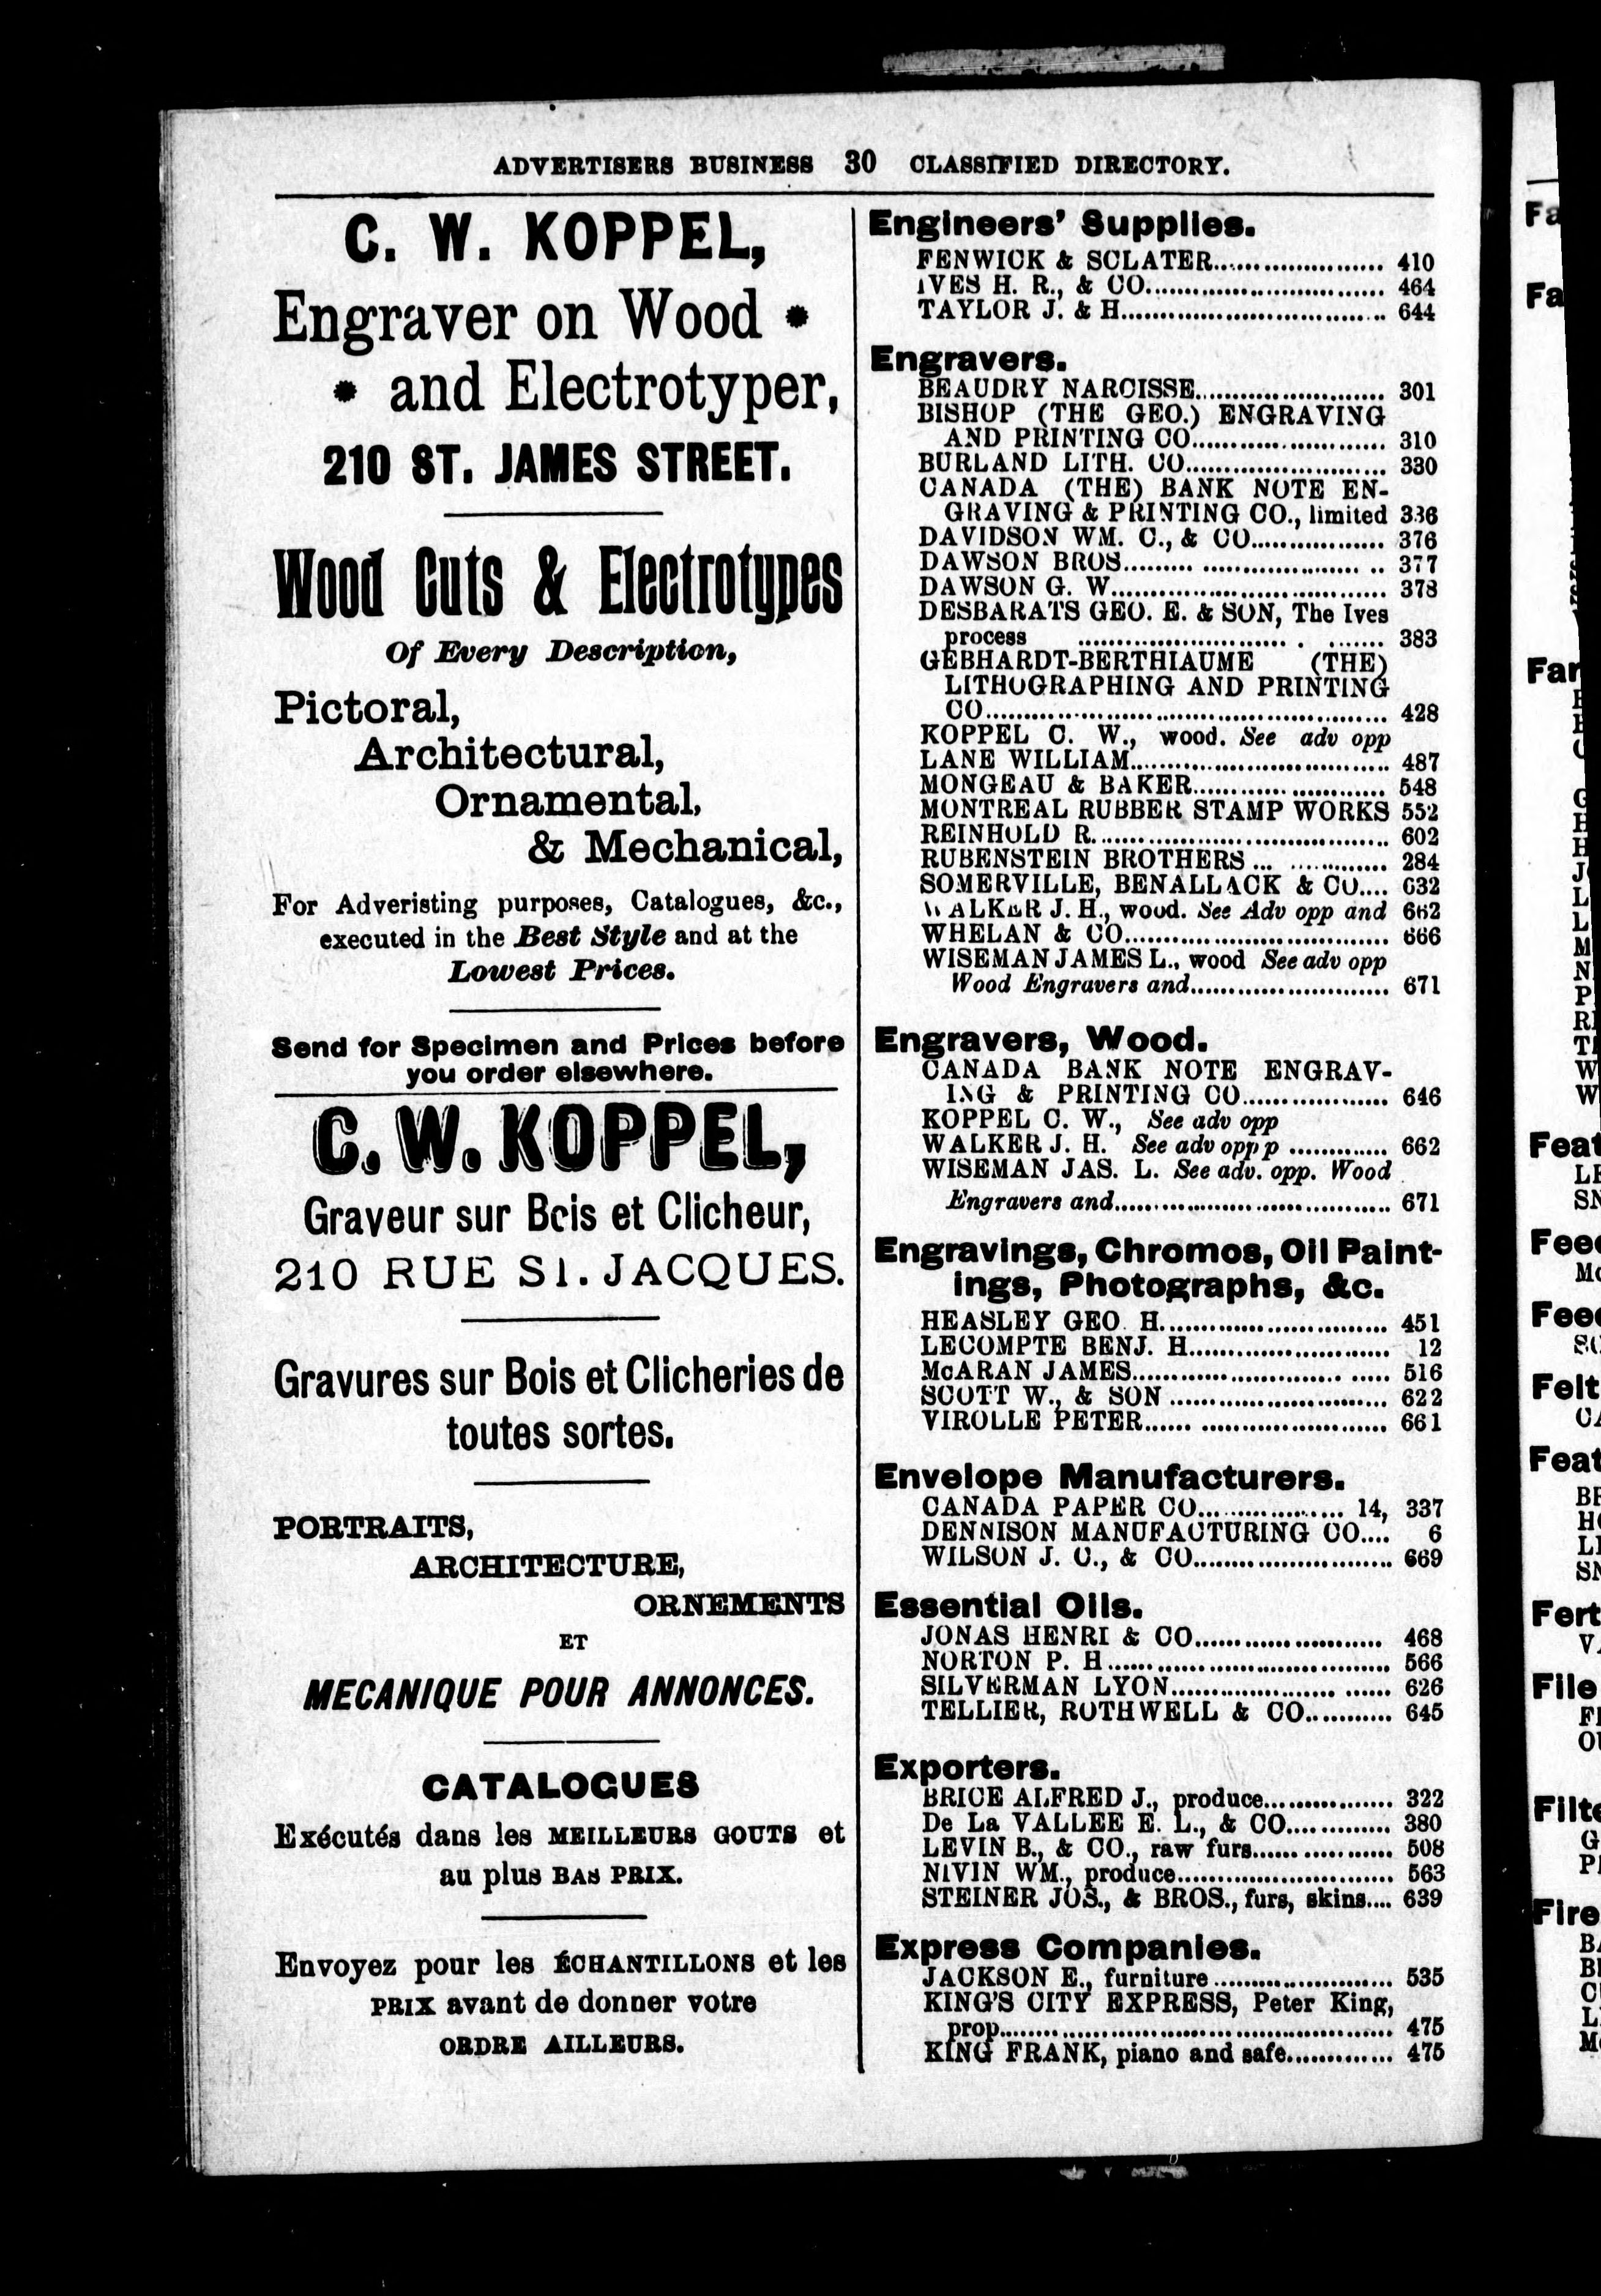 ADVERTISERS BUSINESS 30 CLASSIFIED DIRECTORY.
C. W. KOPPEL,
Engraver on Wood *
* and Electrotyper,
210 ST. JAMES STREET.
Wood Cuts & Electrotypes
Of Every Description,
Pictoral,
Architectural,
Ornamental,
& Mechanical,
For Adveristing purposes, Catalogues, &c.,
executed in the Best Style and at the
Lowest Prices.
Send for Specimen and Prices before
you order elsewhere.
C. W. KOPPEL,
Graveur sur Bois et Clicheur,
210 RUE St. JACQUES.
Gravures sur Bois et Clicheries de
toutes sortes.
PORTRAITS,
ARCHITECTURE,
ORNEMENTS
ET
MECANIQUE POUR ANNONCES.
CATALOGUES
Exécutés dans les MEILLEURS GOUTS et
au plus BAS PRIX.
Envoyez pour les ÉCHANTILLONS et les
PRIX avant de donner votre
ORDRE AILLEURS.
Engineers' Supplies.
FENWICK & SCLATER..................... 410
IVES H. R., & CO.............................. 464
TAYLOR J. & H................................. 644
Engravers.
BEAUDRY NARCISSE........................ 301
BISHOP (THE GEO.) ENGRAVING
AND PRINTING CO........................ 310
BURLAND LITH. CO......................... 330
CANADA (THE) BANK NOTE EN-
GRAVING & PRINTING CO., limited 336
DAVIDSON WM. C., & CO................. 376
DAWSON BROS......... .................... .. 377
DAWSON G. W................................... 378
DESBARATS GEO. E. & SON, The Ives
process .......................... . ....... 383
GEBHARDT-BERTHIAUME (THE)
LITHOGRAPHING AND PRINTING
CO.................................................. 428
KOPPEL C. W., wood. See adv opp
LANE WILLIAM................................. 487
MONGEAU & BAKER........................ 548
MONTREAL RUBBER STAMP WORKS 552
REINHOLD R..................................... 602
RUBENSTEIN BROTHERS ... ............ 284
SOMERVILLE, BENALLACK & CO.... 632
WALKER J. H., wood. See Adv opp and 662
WHELAN & CO................................. 666
WISEMAN JAMES L., wood See adv opp
Wood Engravers and......................... 671
Engravers, Wood.
CANADA BANK NOTE ENGRAV-
ING & PRINTING CO.................. 646
KOPPEL C. W., See adv opp
WALKER J. H. See adv opp p ............. 662
WISEMAN JAS. L. See adv. opp. Wood
Engravers and................................... 671
Engravings, Chromos, Oil Paint-
ings, Photographs, &c.
HEASLEY GEO. H............................. 451
LECOMPTE BENJ. H......................... 12
McARAN JAMES.......................... ..... 516
SCOTT W., & SON ........................... 622
VIROLLE PETER...... ........................ 661
Envelope Manufacturers.
CANADA PAPER CO................... 14, 337
DENNISON MANUFACTURING CO.... 6
WILSON J. C., & CO......................... 669
Essential Oils.
JONAS HENRI & CO........................ 468
NORTON P. H.................................... 566
SILVERMAN LYON..................... ...... 626
TELLIER, ROTHWELL & CO........... 645
Exporters.
BRICE ALFRED J., produce................ 322
De La VALLEE E. L., & CO............. 380
LEVIN B., & CO., raw furs.................. 508
NIVIN WM., produce........................... 563
STEINER JOS., & BROS., furs, skins.... 639
Express Companies.
JACKSON E., furniture....................... 535
KING'S CITY EXPRESS, Peter King,
prop.................................................. 475
KING FRANK, piano and safe............. 475